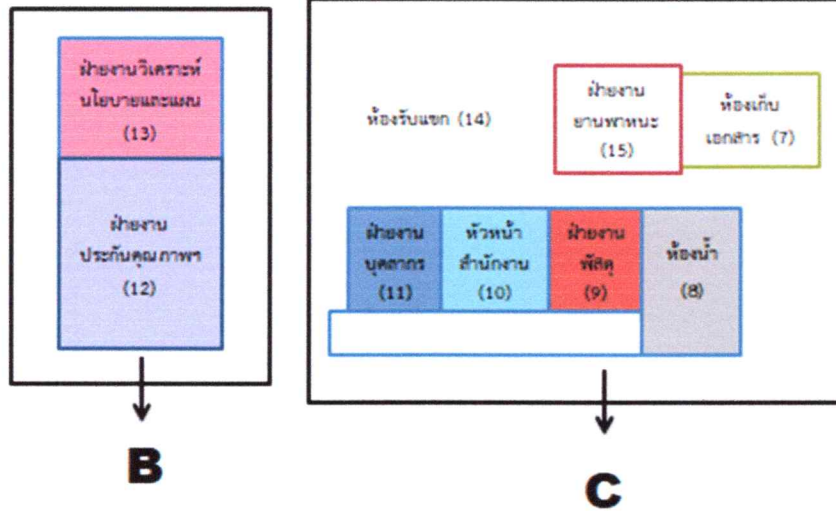 ฝ่ายงานวิเคราะห์
นโยบายและแผน
(13)
ฝ่ายงาน
ประกันคุณภาพฯ
(12)
B
ห้องรับแขก (14)
ฝ่ายงาน
ยานพาหนะ
(15)
ห้องเก็บ
เอกสาร (7)
ฝ่ายงาน
บุคลากร
(11)
หัวหน้า
สำนักงาน
(10)
ฝ่ายงาน
พัสดุ
(9)
ห้องน้ำ
(8)
C